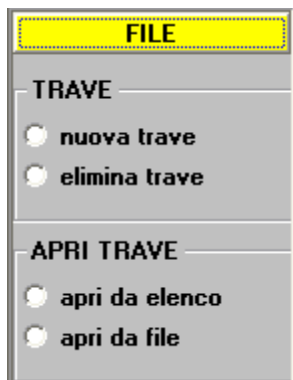 FILE
TRAVE
nuova trave
elimina trave
APRI TRAVE
apri da elenco
apri da file